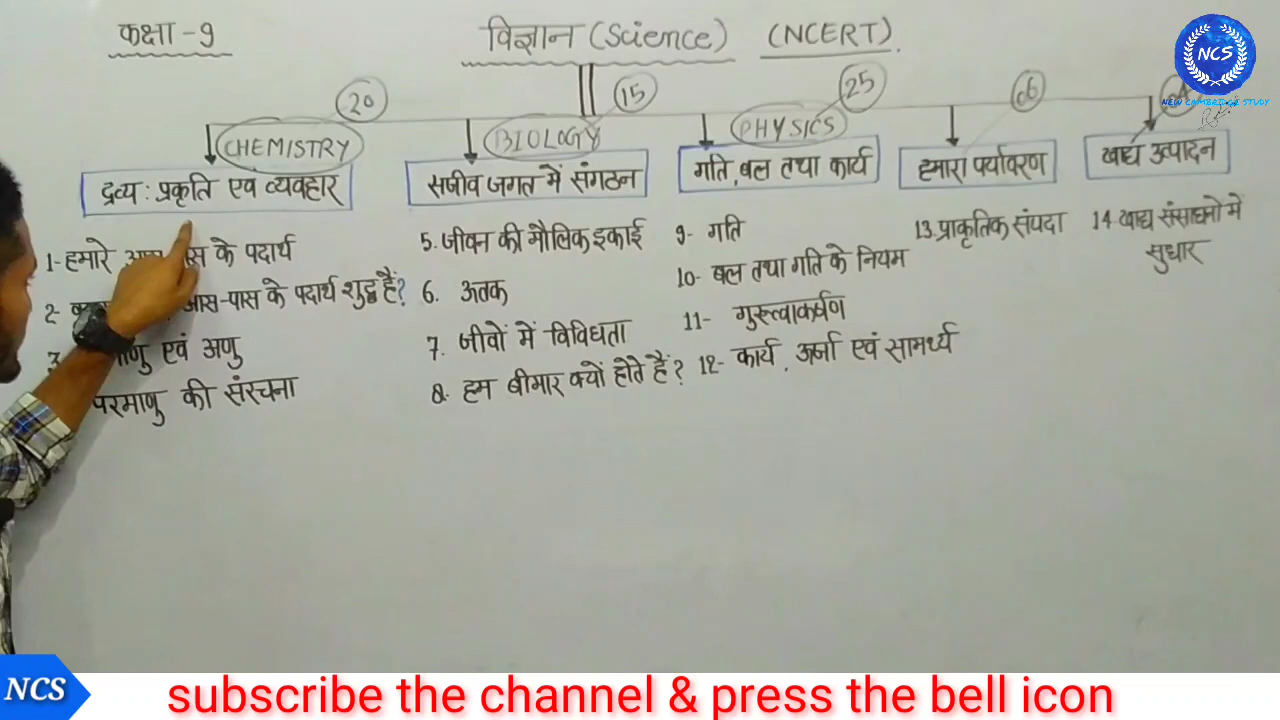 कक्षा - 9
विज्ञान (Science) (NCERT).
NCS
NEW CAMBRIDGE STUDY
20
15
25
06
CHEMISTRY
BIOLOGY
PHYSICS
द्रव्य : प्रकृति एवं व्यवहार
सजीव जगत में संगठन
गति, बल तथा कार्य
हमारा पर्यावरण
खाद्य उत्पादन
1- हमारे के पदार्थ
2- आस-पास के पदार्थ शुद्ध हैं?
एवं अणु
परमाणु की संरचना
5. जीवन की मौलिक इकाई
6. ऊतक
7. जीवों में विविधता
8. हम बीमार क्यों होते हैं?
9- गति
10- बल तथा गति के नियम
11- गुरुत्वाकर्षण
12- कार्य, ऊर्जा एवं सामर्थ्य
13. प्राकृतिक संपदा
14. खाद्य संसाधनो में
सुधार
NCS
subscribe the channel & press the bell icon